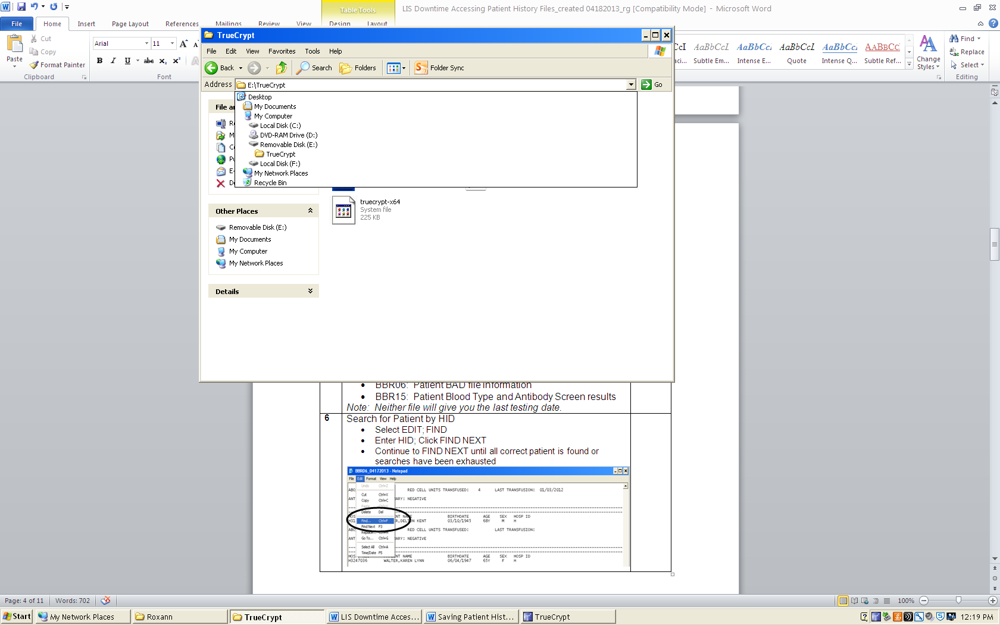 LIS Downtime Accessing Patient History Files_created 04182013_rg [Compatibility Mode] - Microsoft Word
Table Tools
File Home Insert Page Layout References Mailings Review View Design Layout
Paste
Cut
Copy
Format Painter
Clipboard
Arial 11
B I U abc x₂ x²
Font
AaBbCcL AaBbCcI AaBbCcL AaBbCcI AABBCC
Subtle Em... Intense E... Quote Intense Q... Subtle Ref...
Change
Styles
Find
Replace
Select
Editing
TrueCrypt
File Edit View Favorites Tools Help
Back Search Folders Folder Sync
Address E:\TrueCrypt Go
Desktop
My Documents
My Computer
Local Disk (C:)
DVD-RAM Drive (D:)
Removable Disk (E:)
TrueCrypt
Local Disk (F:)
My Network Places
Recycle Bin
truecrypt-x64
System file
225 KB
Other Places
Removable Disk (E:)
My Documents
My Computer
My Network Places
Details
• BBR06: Patient BAD file information
• BBR15: Patient Blood Type and Antibody Screen results
Note: Neither file will give you the last testing date.
6 Search for Patient by HID
• Select EDIT; FIND
• Enter HID; Click FIND NEXT
• Continue to FIND NEXT until all correct patient is found or
searches have been exhausted
BBR06_04172013 - Notepad
File Edit Format View Help
Undo Ctrl+Z
Cut Ctrl+X
Copy Ctrl+C
Delete Del
Find... Ctrl+F
Find Next F3
Replace... Ctrl+H
Go To... Ctrl+G
Select All Ctrl+A
Time/Date F5
RED CELL UNITS TRANSFUSED: 4 LAST TRANSFUSION: 01/03/2012
NEGATIVE
NAME BIRTHDATE AGE SEX HOSP ID
KENT 03/10/1945 68Y M H
RED CELL UNITS TRANSFUSED: LAST TRANSFUSION:
NEGATIVE
NAME BIRTHDATE AGE SEX HOSP ID
H3247036 WALTER,KAREN LYNN 06/04/1947 65Y F H
Page: 4 of 11 Words: 702 100%
Start My Network Places Roxann TrueCrypt LIS Downtime Acces... Saving Patient Hist... TrueCrypt 12:19 PM